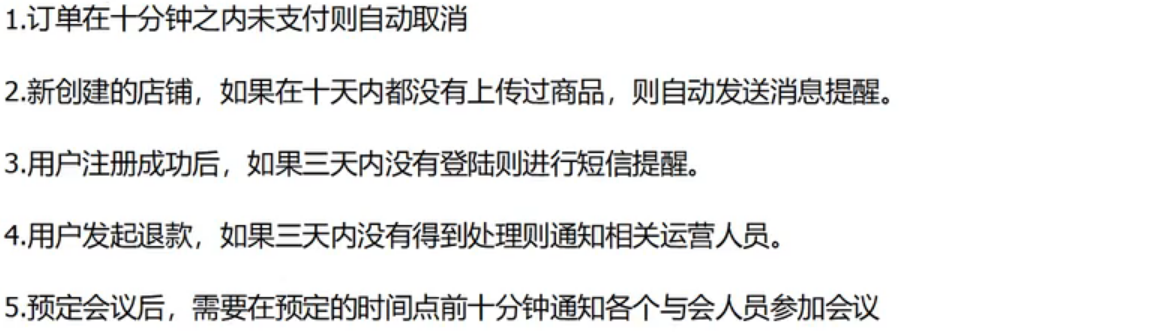 1.订单在十分钟之内未支付则自动取消
2.新创建的店铺，如果在十天内都没有上传过商品，则自动发送消息提醒。
3.用户注册成功后，如果三天内没有登陆则进行短信提醒。
4.用户发起退款，如果三天内没有得到处理则通知相关运营人员。
5.预定会议后，需要在预定的时间点前十分钟通知各个与会人员参加会议